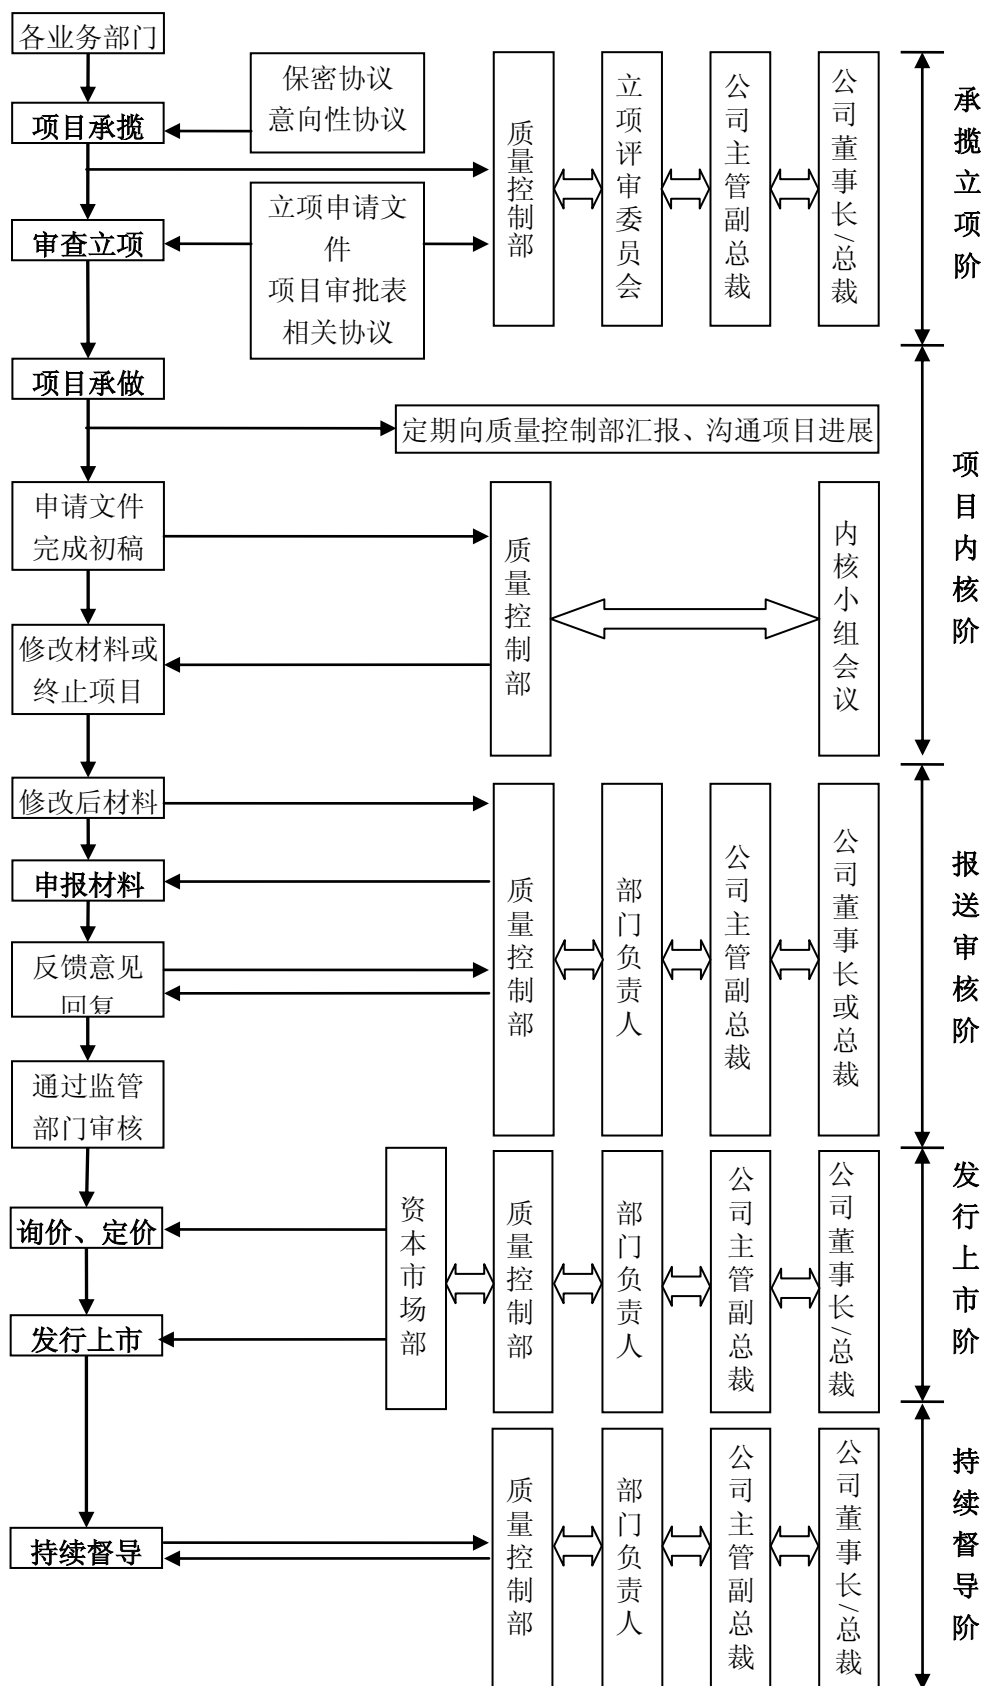 各业务部门
保密协议
意向性协议
项目承揽
质量控制部
立项评审委员会
公司主管副总裁
公司董事长/总裁
承揽立项阶
立项申请文
件
项目审批表
相关协议
审查立项
项目承做
定期向质量控制部汇报、沟通项目进展
申请文件
完成初稿
质量控制部
内核小组会议
项目内核阶
修改材料或
终止项目
修改后材料
申报材料
反馈意见
回复
质量控制部
部门负责人
公司主管副总裁
公司董事长或总裁
报送审核阶
通过监管
部门审核
询价、定价
发行上市
资本市场部
质量控制部
部门负责人
公司主管副总裁
公司董事长/总裁
发行上市阶
持续督导
质量控制部
部门负责人
公司主管副总裁
公司董事长/总裁
持续督导阶